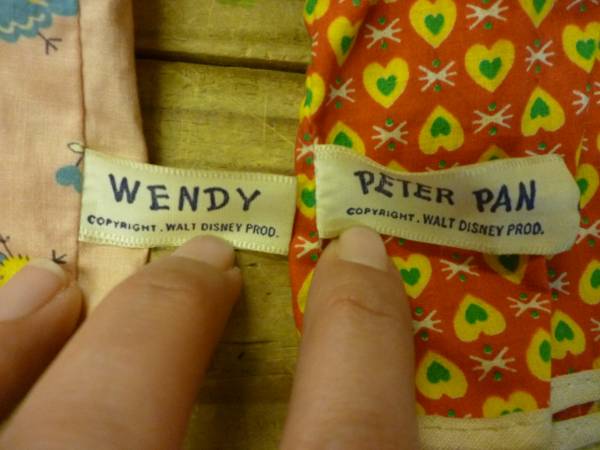 WENDY
COPYRIGHT. WALT DISNEY PROD.
PETER PAN
COPYRIGHT. WALT DISNEY PROD.